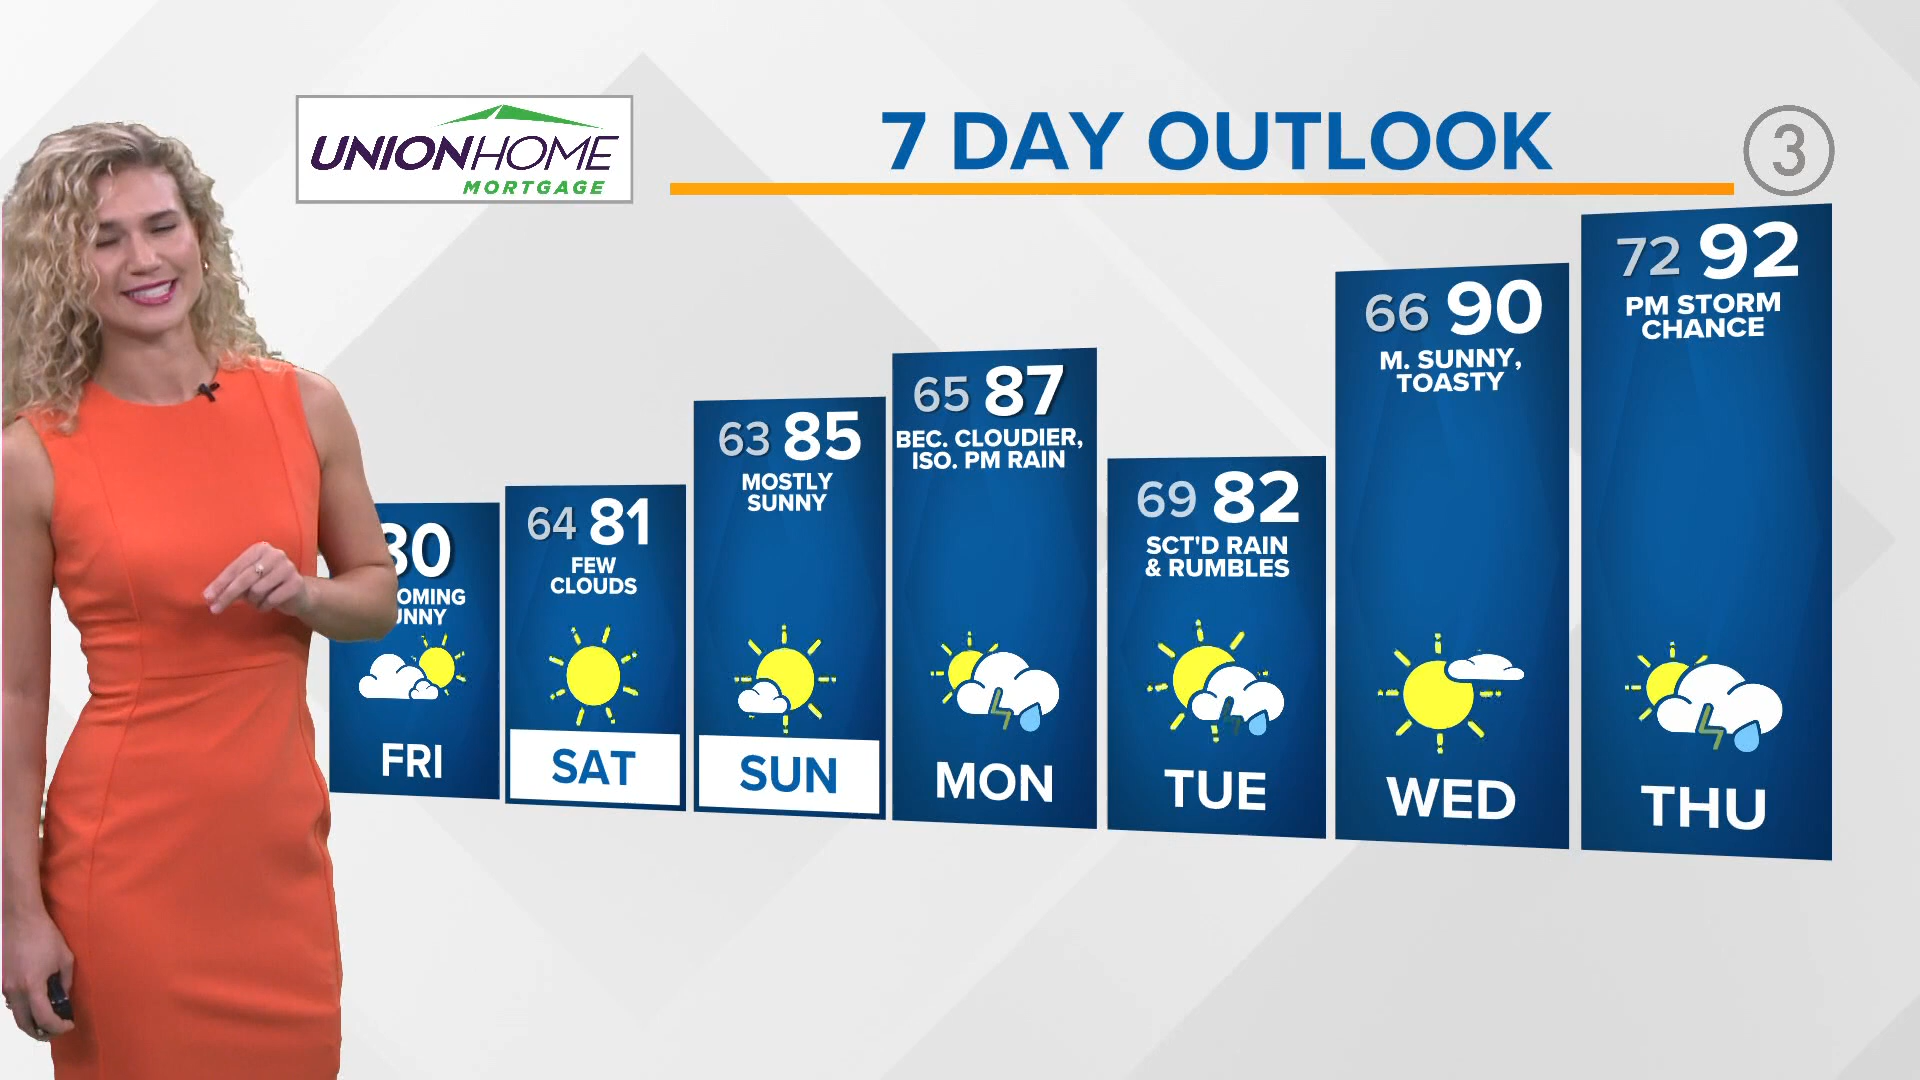 UNIONHOME
MORTGAGE
7 DAY OUTLOOK
3
80
OMING
NNY
FRI
64 81
FEW
CLOUDS
SAT
63 85
MOSTLY
SUNNY
SUN
65 87
BEC. CLOUDIER,
ISO. PM RAIN
MON
69 82
SCT'D RAIN
& RUMBLES
TUE
66 90
M. SUNNY,
TOASTY
WED
72 92
PM STORM
CHANCE
THU